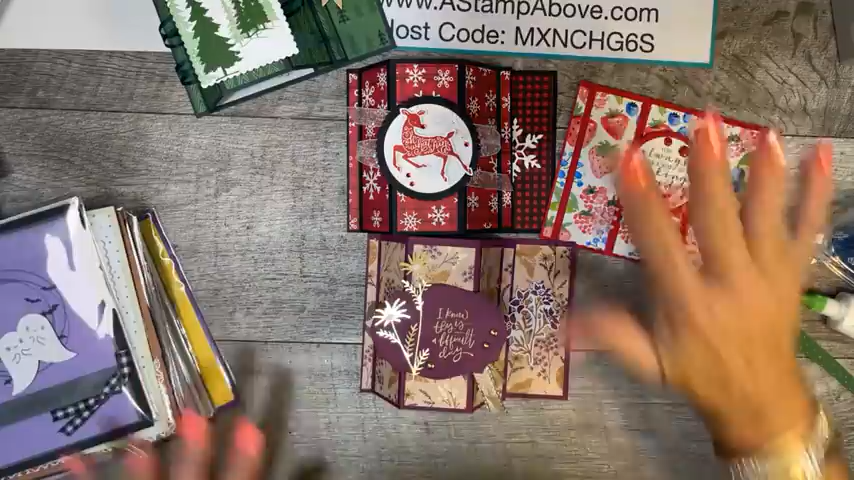 www.AStampAbove.com
Host Code: MXNCHG6S
I know
this is
a difficult
day